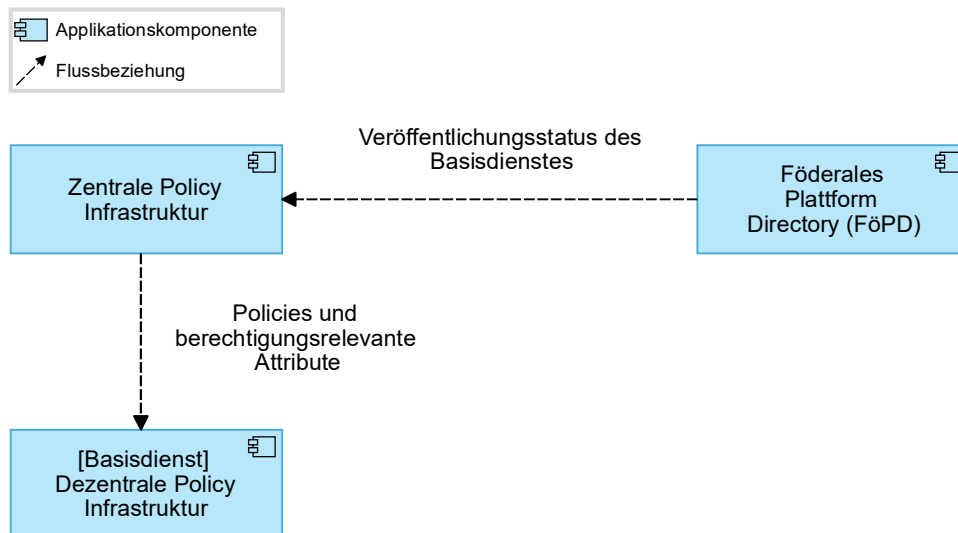 Applikationskomponente
Flussbeziehung
Veröffentlichungsstatus des
Basisdienstes
Zentrale Policy
Infrastruktur
Föderales
Plattform
Directory (FöPD)
Policies und
berechtigungsrelevante
Attribute
[Basisdienst]
Dezentrale Policy
Infrastruktur